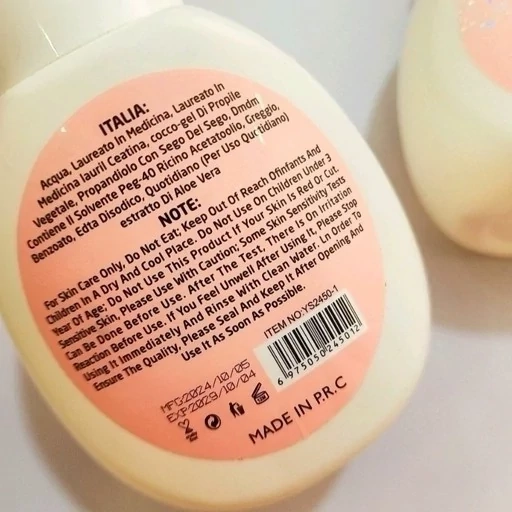 ITALIA:
Acqua, Laureato In Medicina, Laureato In
Medicina lauril Ceatina, cocco-gel Di Propile
Vegetale, Propandiolo Con Sego Del Sego, Dmdm
Contiene Il Solvente Peg-40 Ricino Acetatoolio, Greggio,
Benzoato, Edta Disodico, Quotidiano (Per Uso Quotidiano)
estratto Di Aloe Vera
NOTE:
For Skin Care Only, Do Not Eat; Keep Out Of Reach Ofinfants And
Children In A Dry And Cool Place. Do Not Use On Children Under 3
Year Of Age; Do Not Use This Product If Your Skin Is Red Or Cut.
Sensitive Skin, Please Use With Caution; Some Skin Sensitivity Tests
Can Be Done Before Use. After The Test, There Is On Irritation
Reaction Before Use. If You Feel Unwell After Using It, Please Stop
Using It Immediately And Rinse With Clean Water. Ln Order To
Ensure The Quality, Please Seal And Keep It After Opening And
Use It As Soon As Possible.
ITEM NO:YS2450-1
6 975050 245012
MFG2024/10/05
EXP2029/10/04
MADE IN P.R.C